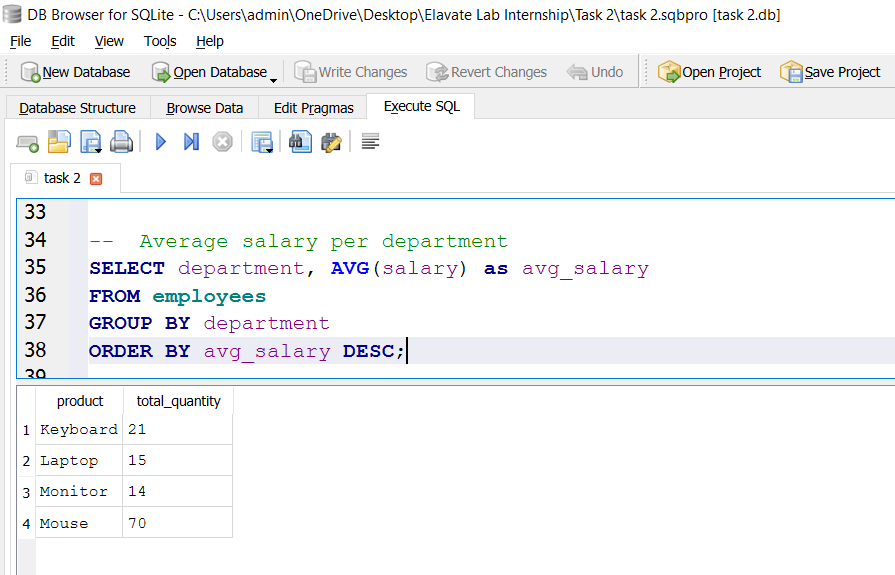 DB Browser for SQLite - C:\Users\admin\OneDrive\Desktop\Elavate Lab Internship\Task 2\task 2.sqbpro [task 2.db]
File Edit View Tools Help
New Database Open Database Write Changes Revert Changes Undo Open Project Save Project
Database Structure Browse Data Edit Pragmas Execute SQL
task 2
33
34 -- Average salary per department
35 SELECT department, AVG(salary) as avg_salary
36 FROM employees
37 GROUP BY department
38 ORDER BY avg_salary DESC;
39
product total_quantity
1 Keyboard 21
2 Laptop 15
3 Monitor 14
4 Mouse 70